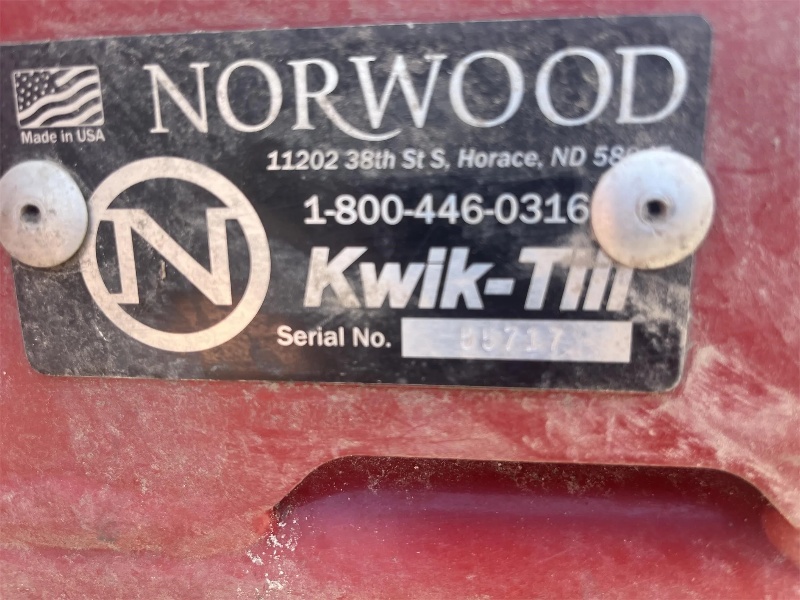 NORWOOD
Made in USA
11202 38th St S, Horace, ND
1-800-446-0316
N
Kwik-Till
Serial No.